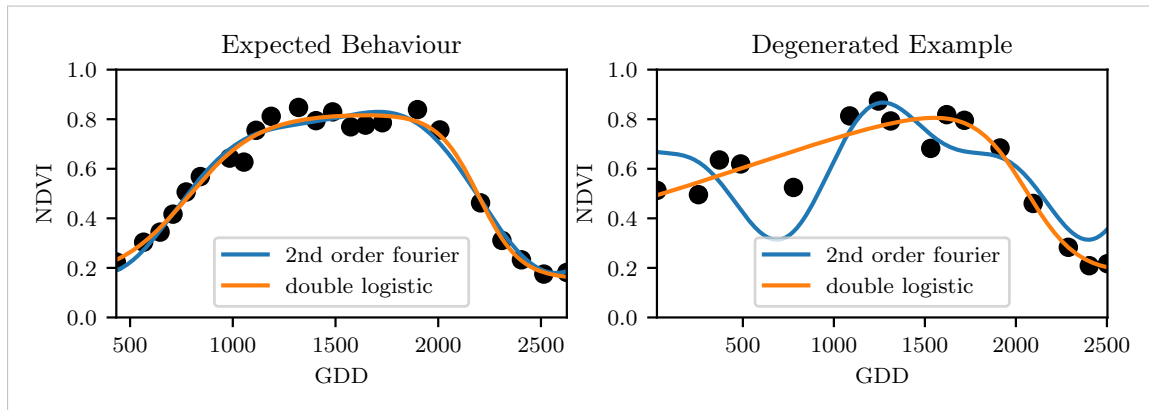 Expected Behaviour
1.0
0.8
0.6
0.4
0.2
0.0
NDVI
500
1000
1500
2000
2500
GDD
2nd order fourier
double logistic
Degenerated Example
1.0
0.8
0.6
0.4
0.2
0.0
NDVI
500
1000
1500
2000
2500
GDD
2nd order fourier
double logistic